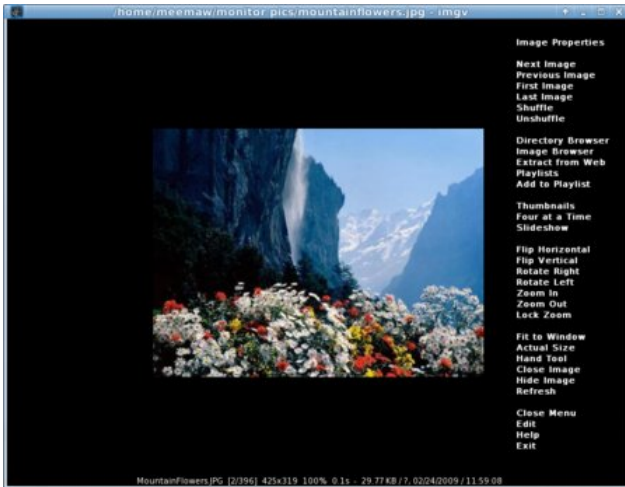 /home/meemaw/monitor pics/mountainflowers.jpg - imgv
Image Properties
Next Image
Previous Image
First Image
Last Image
Shuffle
Unshuffle
Directory Browser
Image Browser
Extract from Web
Playlists
Add to Playlist
Thumbnails
Four at a Time
Slideshow
Flip Horizontal
Flip Vertical
Rotate Right
Rotate Left
Zoom In
Zoom Out
Lock Zoom
Fit to Window
Actual Size
Hand Tool
Close Image
Hide Image
Refresh
Close Menu
Edit
Help
Exit
MountainFlowers.JPG [2/396] 425x319 100% 0.1s - 29.77 KB / ?, 02/24/2009 / 11:59:08